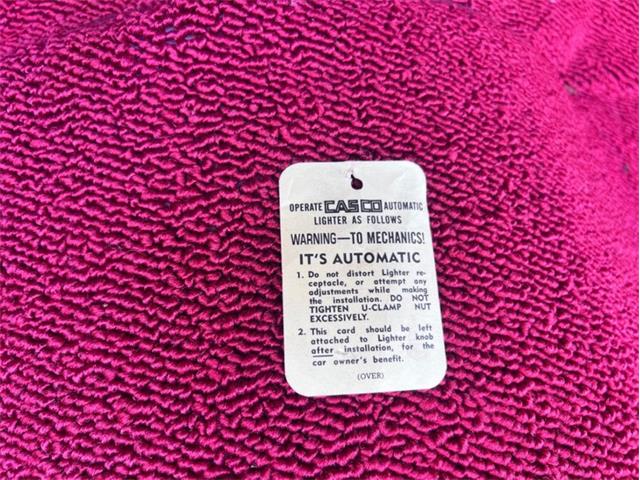 OPERATE CASCO AUTOMATIC
LIGHTER AS FOLLOWS
WARNING—TO MECHANICS!
IT'S AUTOMATIC
1. Do not distort Lighter re-
ceptacle, or attempt any
adjustments while making
the installation. DO NOT
TIGHTEN U-CLAMP NUT
EXCESSIVELY.
2. This card should be left
attached to Lighter knob
after installation, for the
car owner's benefit.
(OVER)